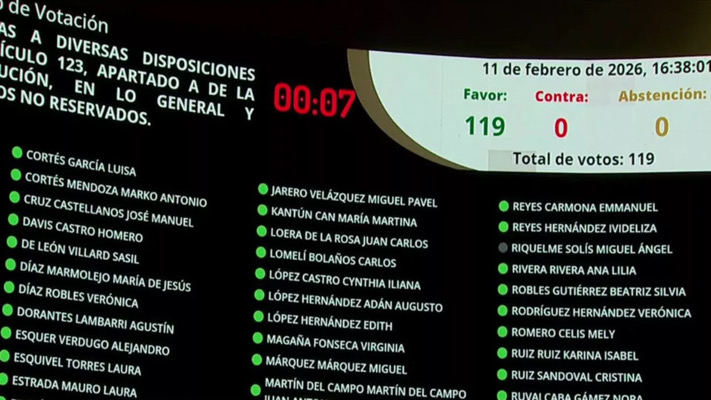 de Votación
AS A DIVERSAS DISPOSICIONES
ÍCULO 123, APARTADO A DE LA
UCIÓN, EN LO GENERAL Y
OS NO RESERVADOS.
00:07
11 de febrero de 2026, 16:38:01
Favor: Contra: Abstención:
119 0 0
Total de votos: 119
CORTÉS GARCÍA LUISA
CORTÉS MENDOZA MARKO ANTONIO
CRUZ CASTELLANOS JOSÉ MANUEL
DAVIS CASTRO HOMERO
DE LEÓN VILLARD SASIL
DÍAZ MARMOLEJO MARÍA DE JESÚS
DÍAZ ROBLES VERÓNICA
DORANTES LAMBARRI AGUSTÍN
ESQUER VERDUGO ALEJANDRO
ESQUIVEL TORRES LAURA
ESTRADA MAURO LAURA
JARERO VELÁZQUEZ MIGUEL PAVEL
KANTÚN CAN MARÍA MARTINA
LOERA DE LA ROSA JUAN CARLOS
LOMELÍ BOLAÑOS CARLOS
LÓPEZ CASTRO CYNTHIA ILIANA
LÓPEZ HERNÁNDEZ ADÁN AUGUSTO
LÓPEZ HERNÁNDEZ EDITH
MAGAÑA FONSECA VIRGINIA
MÁRQUEZ MÁRQUEZ MIGUEL
MARTÍN DEL CAMPO MARTÍN DEL CAMPO
REYES CARMONA EMMANUEL
REYES HERNÁNDEZ IVIDELIZA
RIQUELME SOLÍS MIGUEL ÁNGEL
RIVERA RIVERA ANA LILIA
ROBLES GUTIÉRREZ BEATRIZ SILVIA
RODRÍGUEZ HERNÁNDEZ VERÓNICA
ROMERO CELIS MELY
RUIZ RUIZ KARINA ISABEL
RUIZ SANDOVAL CRISTINA
RUVALCABA GÁMEZ NORA